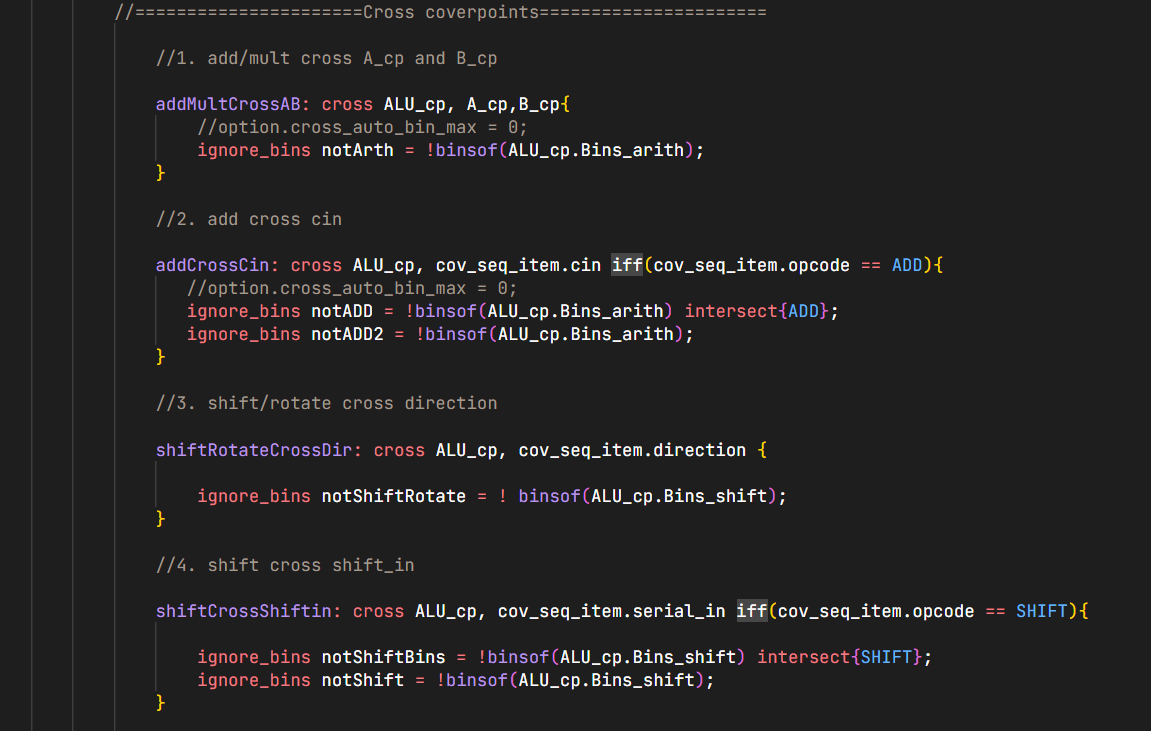 //======================Cross coverpoints======================
//1. add/mult cross A_cp and B_cp
addMultCrossAB: cross ALU_cp, A_cp,B_cp{
//option.cross_auto_bin_max = 0;
ignore_bins notArth = !binsof(ALU_cp.Bins_arith);
}
//2. add cross cin
addCrossCin: cross ALU_cp, cov_seq_item.cin iff(cov_seq_item.opcode == ADD){
//option.cross_auto_bin_max = 0;
ignore_bins notADD = !binsof(ALU_cp.Bins_arith) intersect{ADD};
ignore_bins notADD2 = !binsof(ALU_cp.Bins_arith);
}
//3. shift/rotate cross direction
shiftRotateCrossDir: cross ALU_cp, cov_seq_item.direction {
ignore_bins notShiftRotate = ! binsof(ALU_cp.Bins_shift);
}
//4. shift cross shift_in
shiftCrossShiftin: cross ALU_cp, cov_seq_item.serial_in iff(cov_seq_item.opcode == SHIFT){
ignore_bins notShiftBins = !binsof(ALU_cp.Bins_shift) intersect{SHIFT};
ignore_bins notShift = !binsof(ALU_cp.Bins_shift);
}